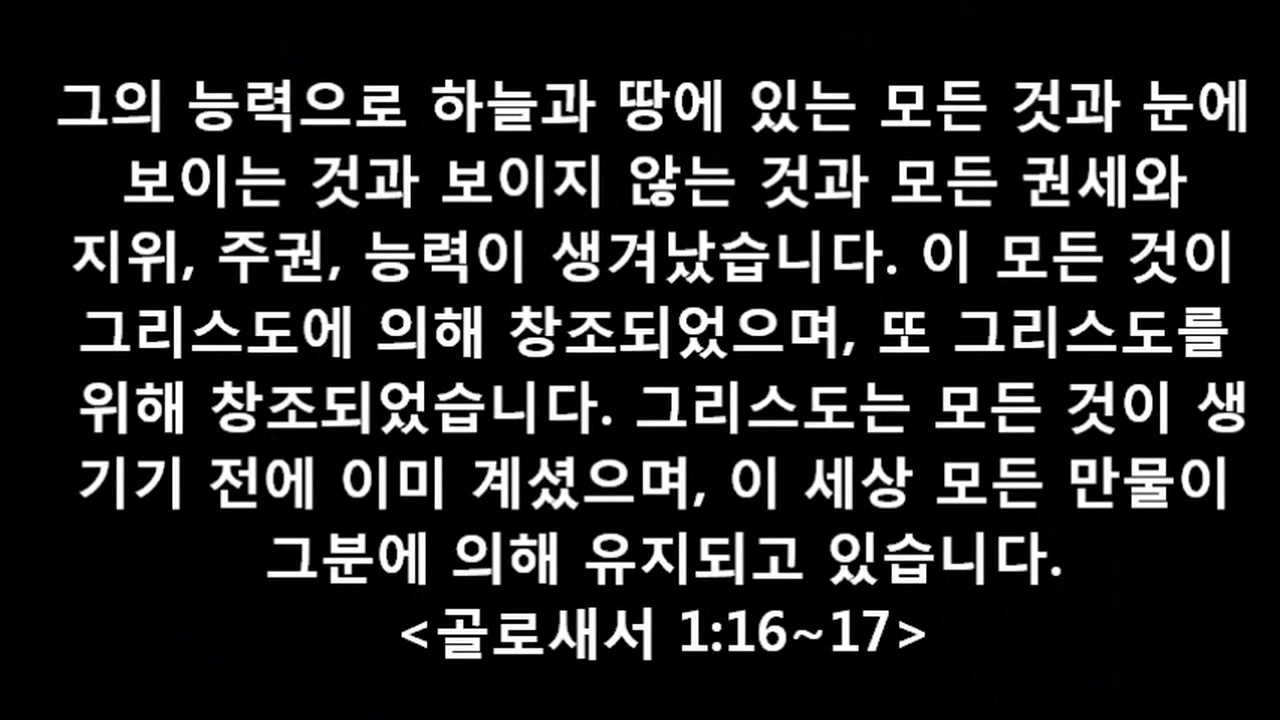 그의 능력으로 하늘과 땅에 있는 모든 것과 눈에
보이는 것과 보이지 않는 것과 모든 권세와
지위, 주권, 능력이 생겨났습니다. 이 모든 것이
그리스도에 의해 창조되었으며, 또 그리스도를
위해 창조되었습니다. 그리스도는 모든 것이 생
기기 전에 이미 계셨으며, 이 세상 모든 만물이
그분에 의해 유지되고 있습니다.
<골로새서 1:16~17>